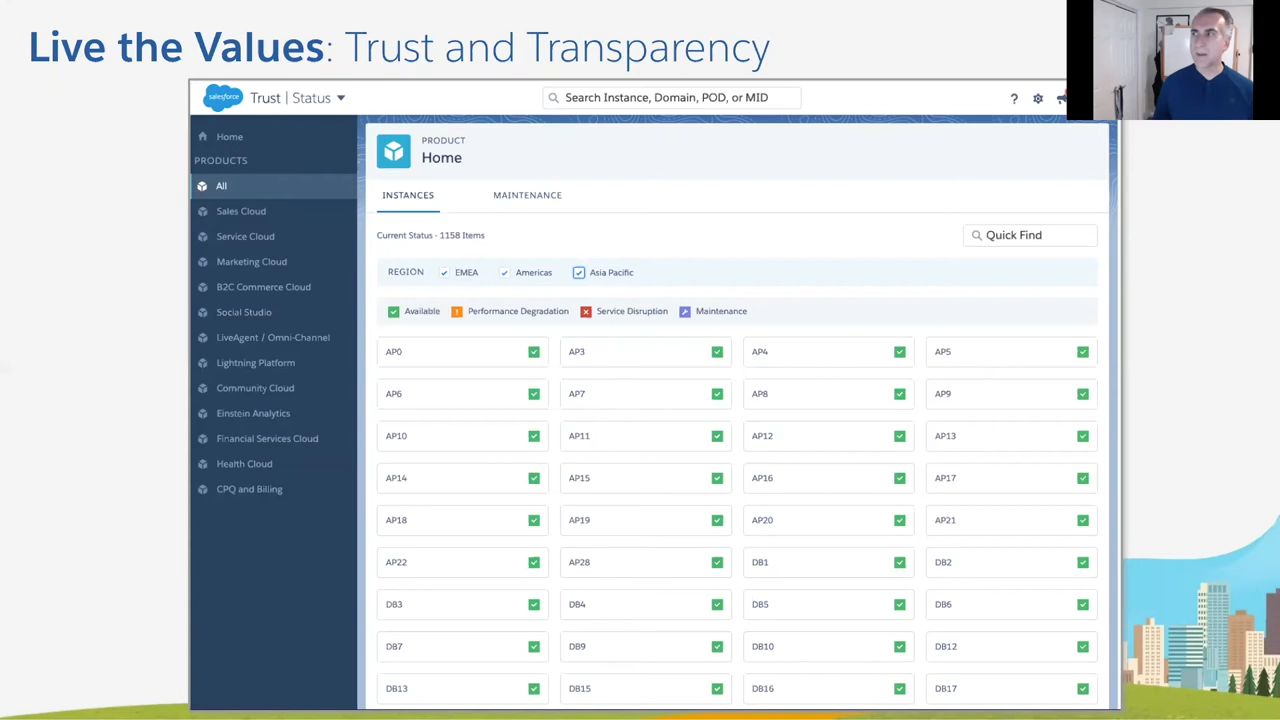 Live the Values: Trust and Transparency
salesforce
Trust | Status
Search Instance, Domain, POD, or MID
?
Home
PRODUCTS
All
Sales Cloud
Service Cloud
Marketing Cloud
B2C Commerce Cloud
Social Studio
LiveAgent / Omni-Channel
Lightning Platform
Community Cloud
Einstein Analytics
Financial Services Cloud
Health Cloud
CPQ and Billing
PRODUCT
Home
INSTANCES MAINTENANCE
Current Status - 1158 Items
Quick Find
REGION EMEA Americas Asia Pacific
Available Performance Degradation Service Disruption Maintenance
AP0 AP3 AP4 AP5
AP6 AP7 AP8 AP9
AP10 AP11 AP12 AP13
AP14 AP15 AP16 AP17
AP18 AP19 AP20 AP21
AP22 AP28 DB1 DB2
DB3 DB4 DB5 DB6
DB7 DB9 DB10 DB12
DB13 DB15 DB16 DB17